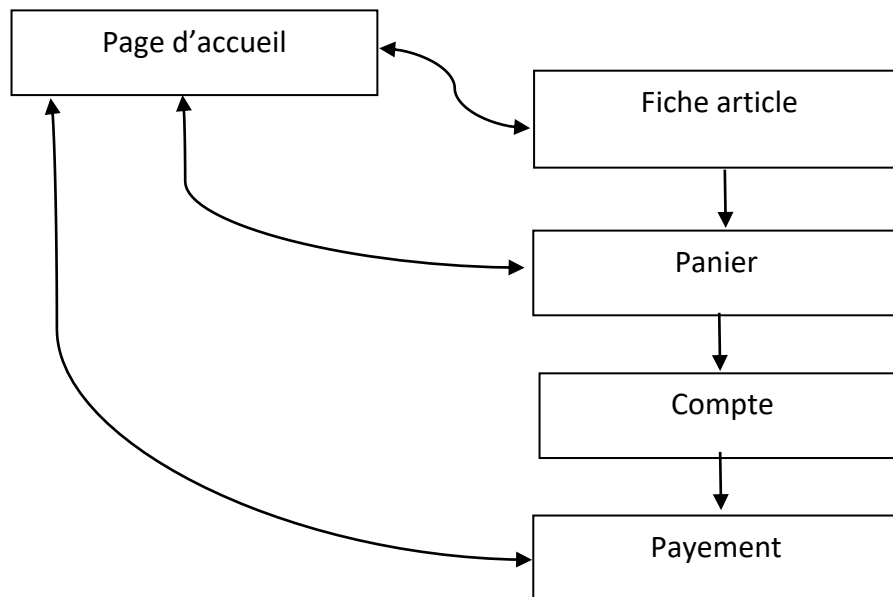 Page d’accueil
Fiche article
Panier
Compte
Payement